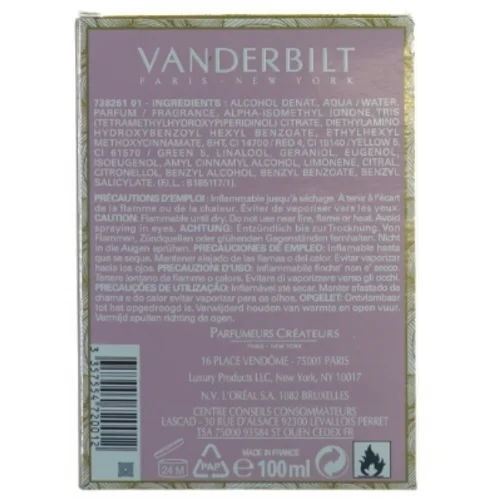 VANDERBILT
PARIS - NEW YORK
738261 01 - INGREDIENTS : ALCOHOL DENAT., AQUA / WATER,
PARFUM / FRAGRANCE, ALPHA-ISOMETHYL IONONE, TRIS
(TETRAMETHYLHYDROXYPIPERIDINOL) CITRATE, DIETHYLAMINO
HYDROXYBENZOYL HEXYL BENZOATE, ETHYLHEXYL
METHOXYCINNAMATE, BHT, CI 14700 / RED 4, CI 19140 / YELLOW 5,
CI 61570 / GREEN 5, LINALOOL, GERANIOL, EUGENOL,
ISOEUGENOL, AMYL CINNAMYL ALCOHOL, LIMONENE, CITRAL,
CITRONELLOL, BENZYL ALCOHOL, BENZYL BENZOATE, BENZYL
SALICYLATE. (F.I.L. : B185117/1).
PRÉCAUTIONS D'EMPLOI : Inflammable jusqu'à séchage. A tenir à l'écart
de la flamme ou de la chaleur. Éviter de vaporiser vers les yeux.
CAUTION: Flammable until dry. Do not use near fire, flame or heat. Avoid
spraying in eyes. ACHTUNG: Entzündlich bis zur Trocknung. Von
Flammen, Zündquellen oder glühenden Gegenständen fernhalten. Nicht
in die Augen sprühen. PRECAUCIONES DE EMPLEO: Inflamable hasta
que se seque. Mantener alejado de las llamas o del calor. Evitar vaporizar
hacia los ojos. PRECAUZIONI D'USO: Infiammabile finche' non e' secco.
Tenere lontano da fiamme e calore. Evitare di vaporizzare verso gli occhi.
PRECAUÇÕES DE UTILIZAÇÃO: Inflamável até secar. Manter afastado da
chama e do calor e evitar vaporizar para os olhos. OPGELET: Ontvlambaar
tot het opgedroogd is. Verwijderd houden van warmte en open vuur.
Vermijd spuiten richting de ogen.
PARFUMEURS CRÉATEURS
PARIS - NEW YORK
16 PLACE VENDÔME - 75001 PARIS
Luxury Products LLC, New York, NY 10017
N.V. L'ORÉAL S.A. 1082 BRUXELLES
CENTRE CONSEILS CONSOMMATEURS
LASCAD - 30 RUE D'ALSACE 92300 LEVALLOIS PERRET
TSA 75000 93584 ST OUEN CEDEX FR
3 357554 720012
24 M
PAP
MADE IN FRANCE
e 100ml